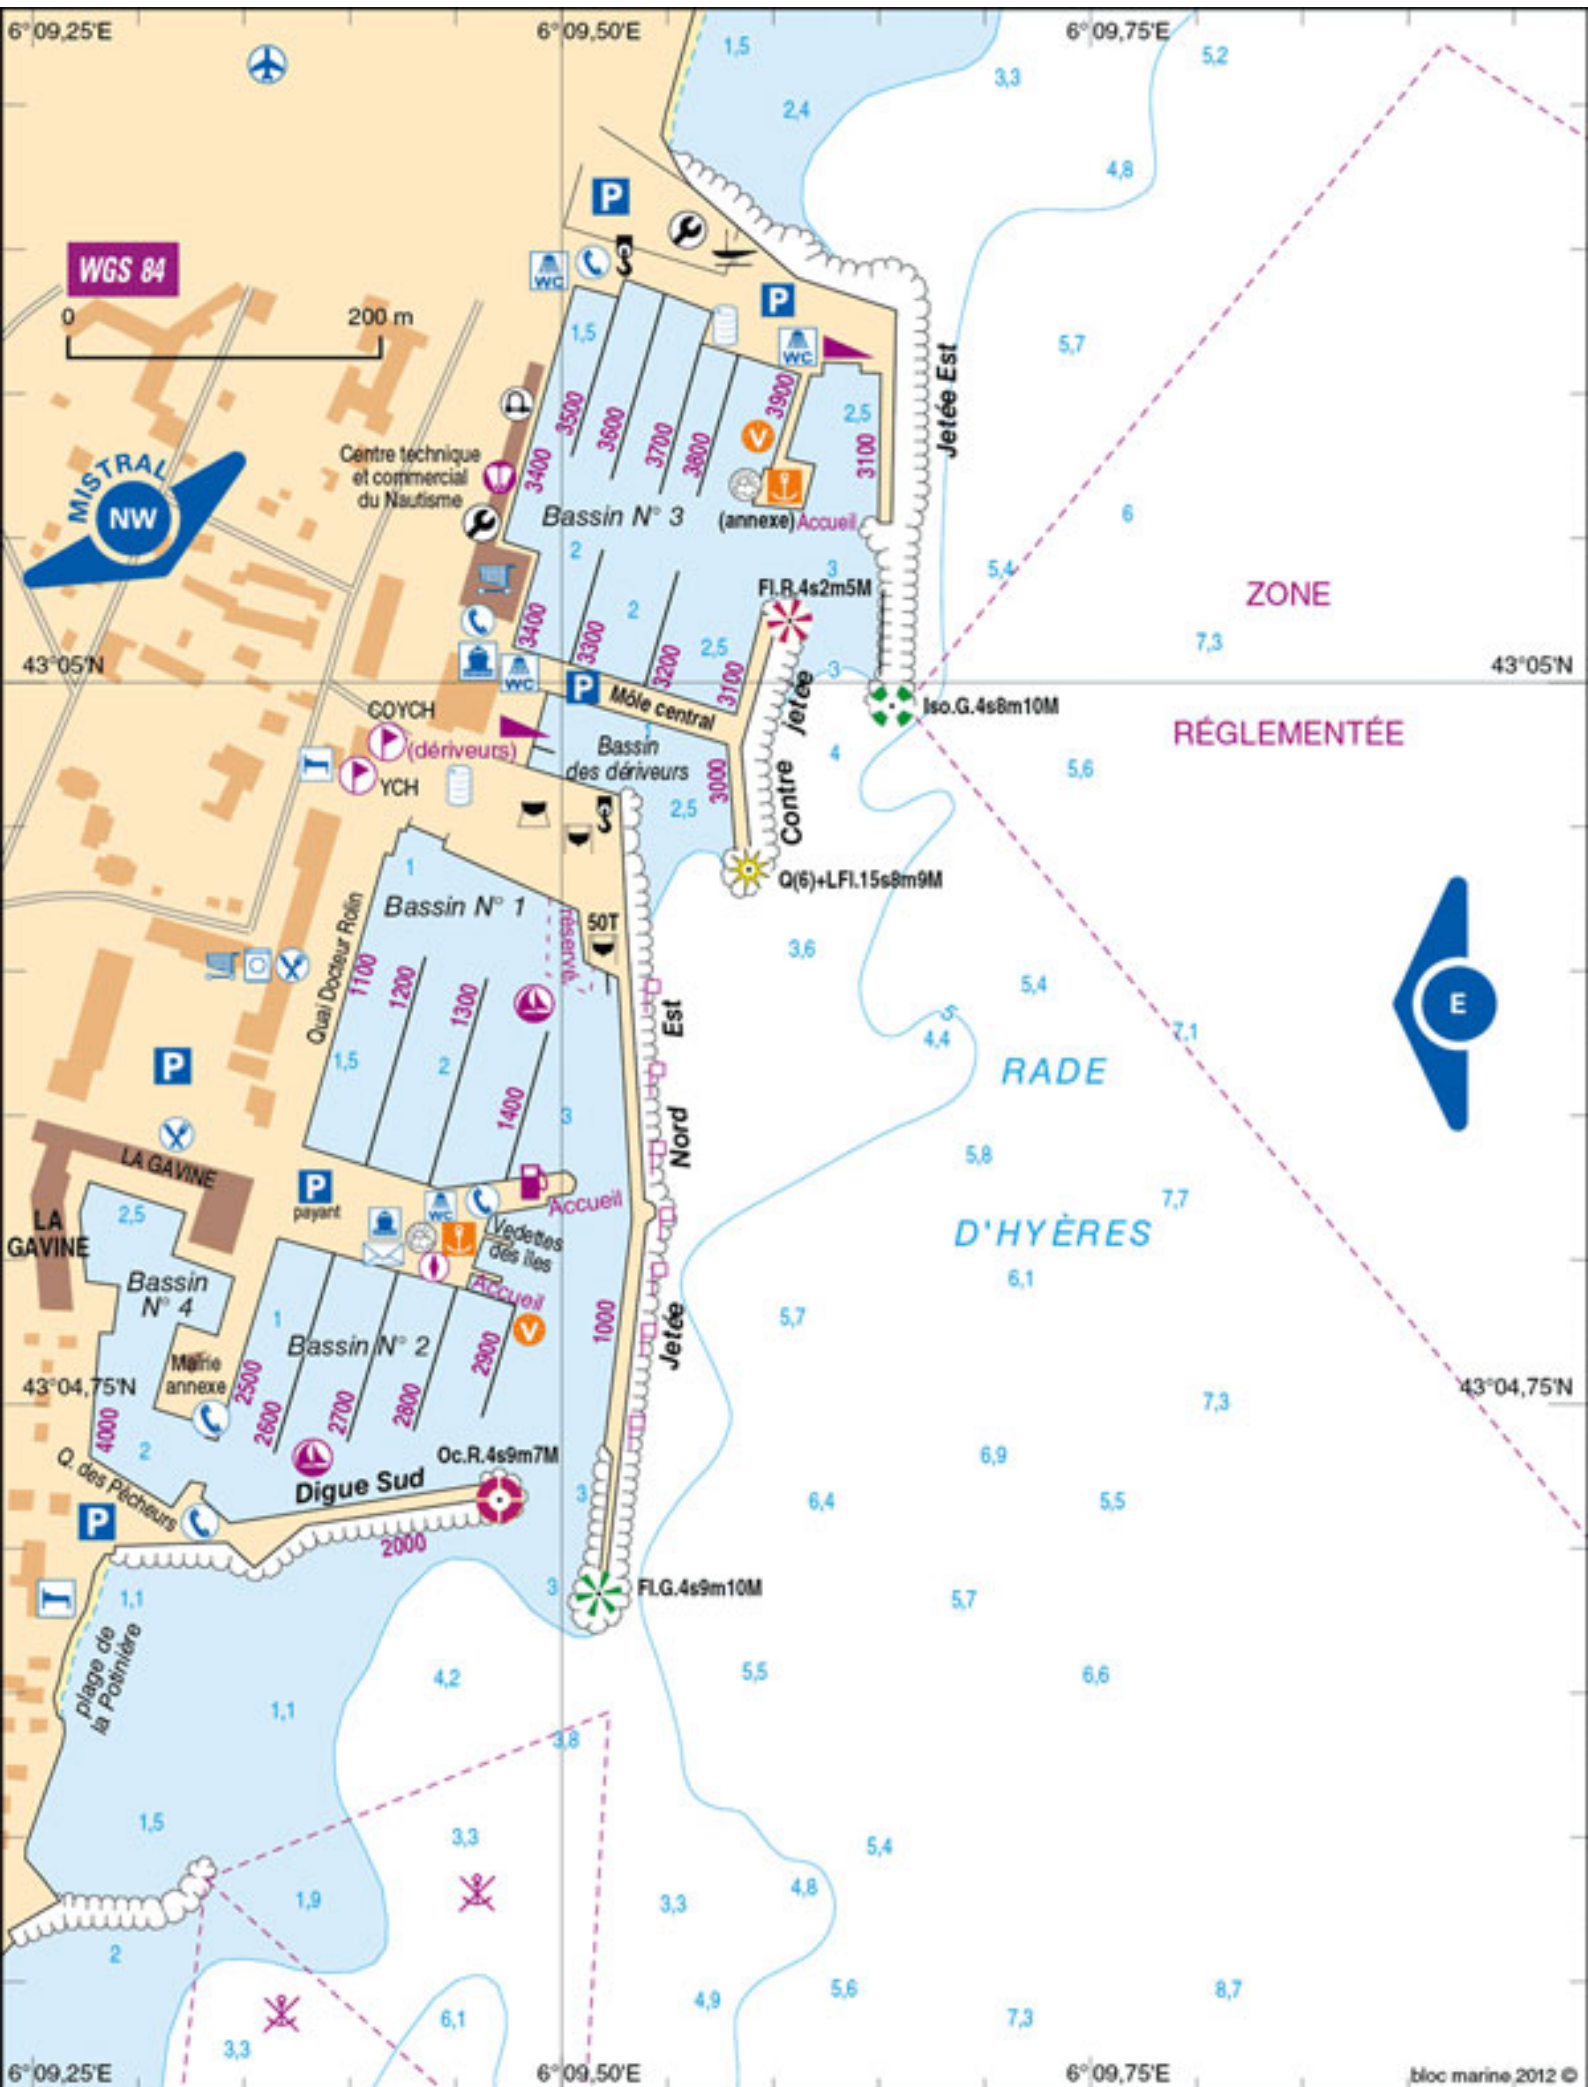 6°09,25'E
6°09,50'E
6°09,75'E
1,5
5,2
3,3
2,4
4,8
P
WGS 84
WC
P
0
200 m
1,5
WC
5,7
Jetée Est
3500
3600
3700
3800
3900
2,5
3100
V
MISTRAL
NW
Centre technique
et commercial
du Nautisme
3400
Bassin N° 3
(annexe)
Accueil
6
2
3
5,4
Fl.R.4s2m5M
ZONE
2
3400
3300
3200
2,5
3100
7,3
43°05'N
43°05'N
WC
P
Môle central
3
Contre jetée
Iso.G.4s8m10M
COYCH
(dériveurs)
YCH
1
Bassin
des dériveurs
3000
4
RÉGLEMENTÉE
5,6
2,5
1
Q(6)+LFl.15s8m9M
Bassin N° 1
Quai Docteur Rolin
réservé
50T
3,6
1100
1200
1300
5,4
E
Jetée Nord Est
4,4
5
7,1
P
1,5
2
RADE
1400
3
5,8
LA GAVINE
P
payant
WC
Accueil
7,7
2,5
LA
GAVINE
Vedettes
des îles
D'HYÈRES
6,1
Bassin
N° 4
Accueil
1
V
5,7
1000
Bassin N° 2
2900
Mairie
annexe
43°04,75'N
43°04,75'N
2500
2600
2700
2800
7,3
4000
2
Oc.R.4s9m7M
6,9
Q. des Pêcheurs
Digue Sud
3
6,4
5,5
P
2000
1,1
3
Fl.G.4s9m10M
5,7
plage de
la Potinière
4,2
5,5
6,6
1,1
3,8
1,5
3,3
5,4
1,9
3,3
4,8
2
6,1
4,9
5,6
7,3
8,7
3,3
6°09,25'E
6°09,50'E
6°09,75'E
bloc marine 2012 ©